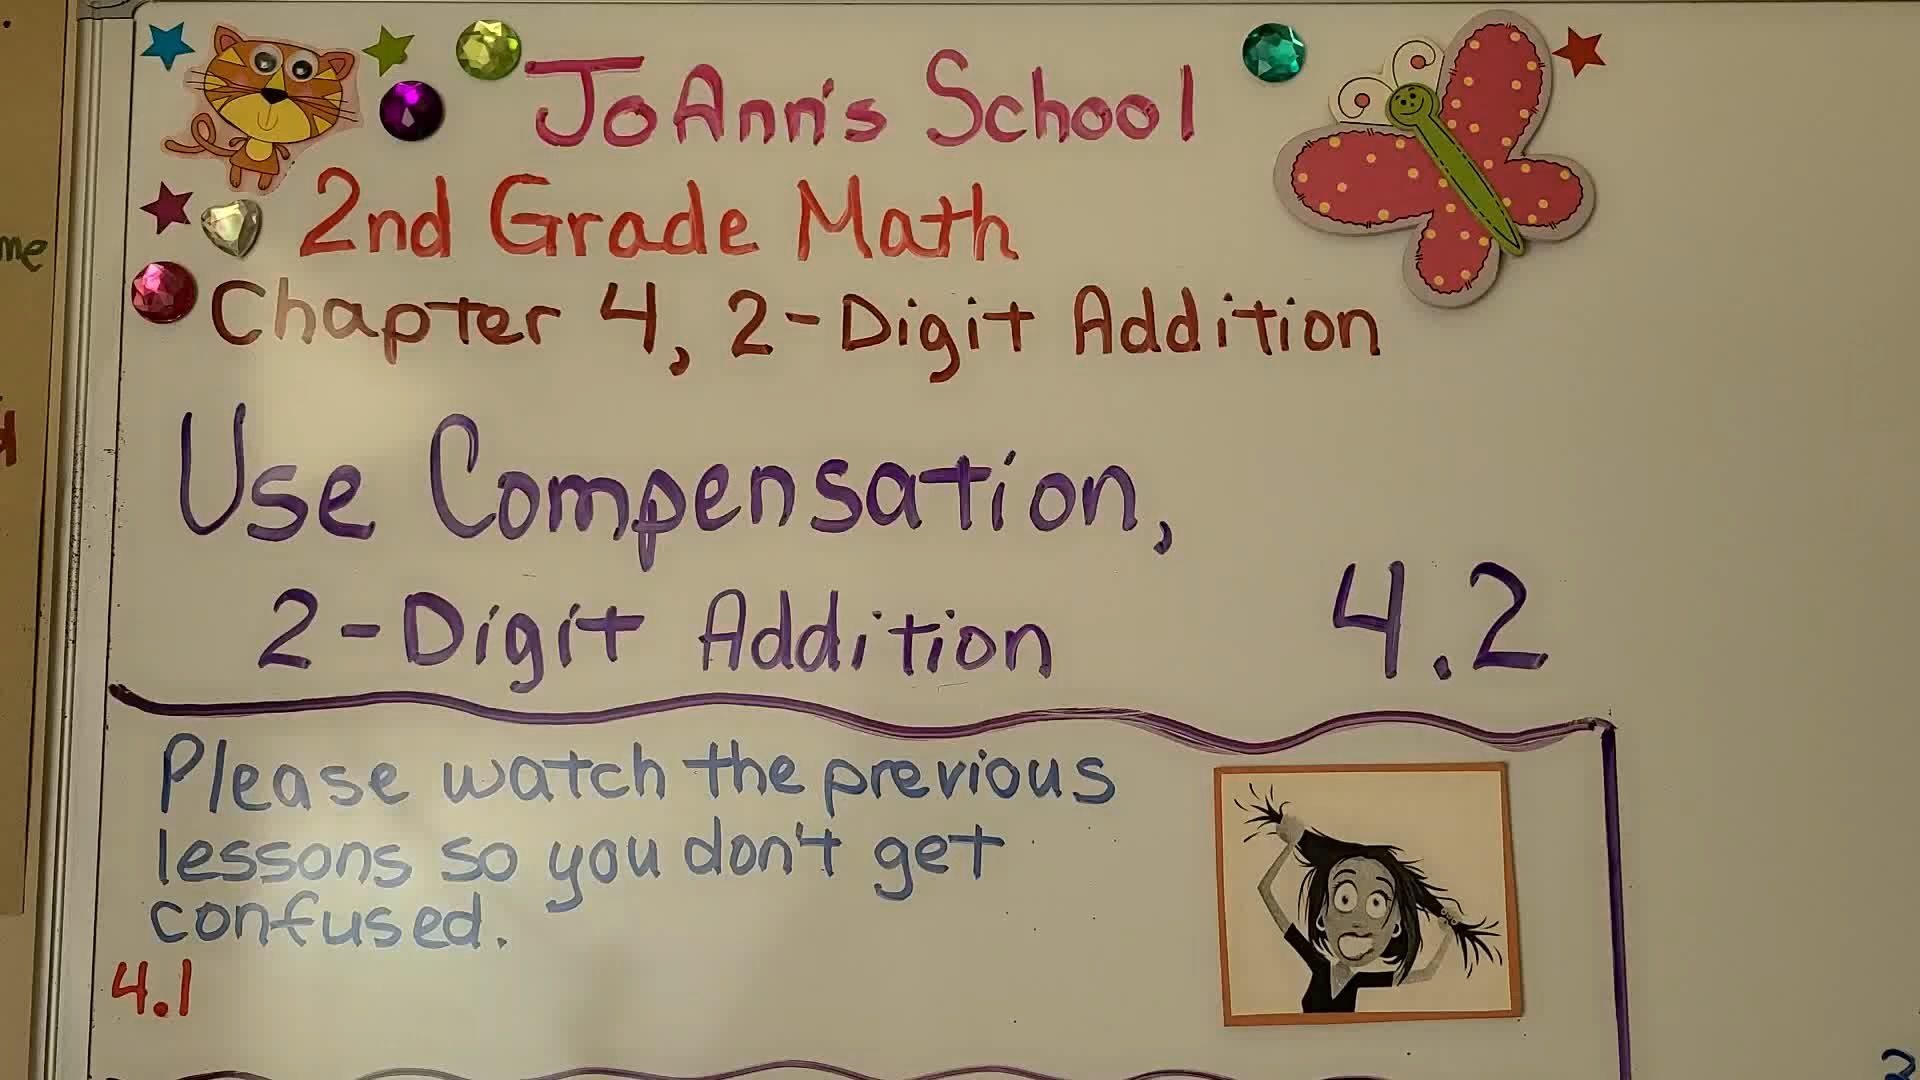 JoAnn's School
2nd Grade Math
Chapter 4, 2-Digit Addition
Use Compensation,
2-Digit Addition 4.2
Please watch the previous
lessons so you don't get
confused.
4.1
me